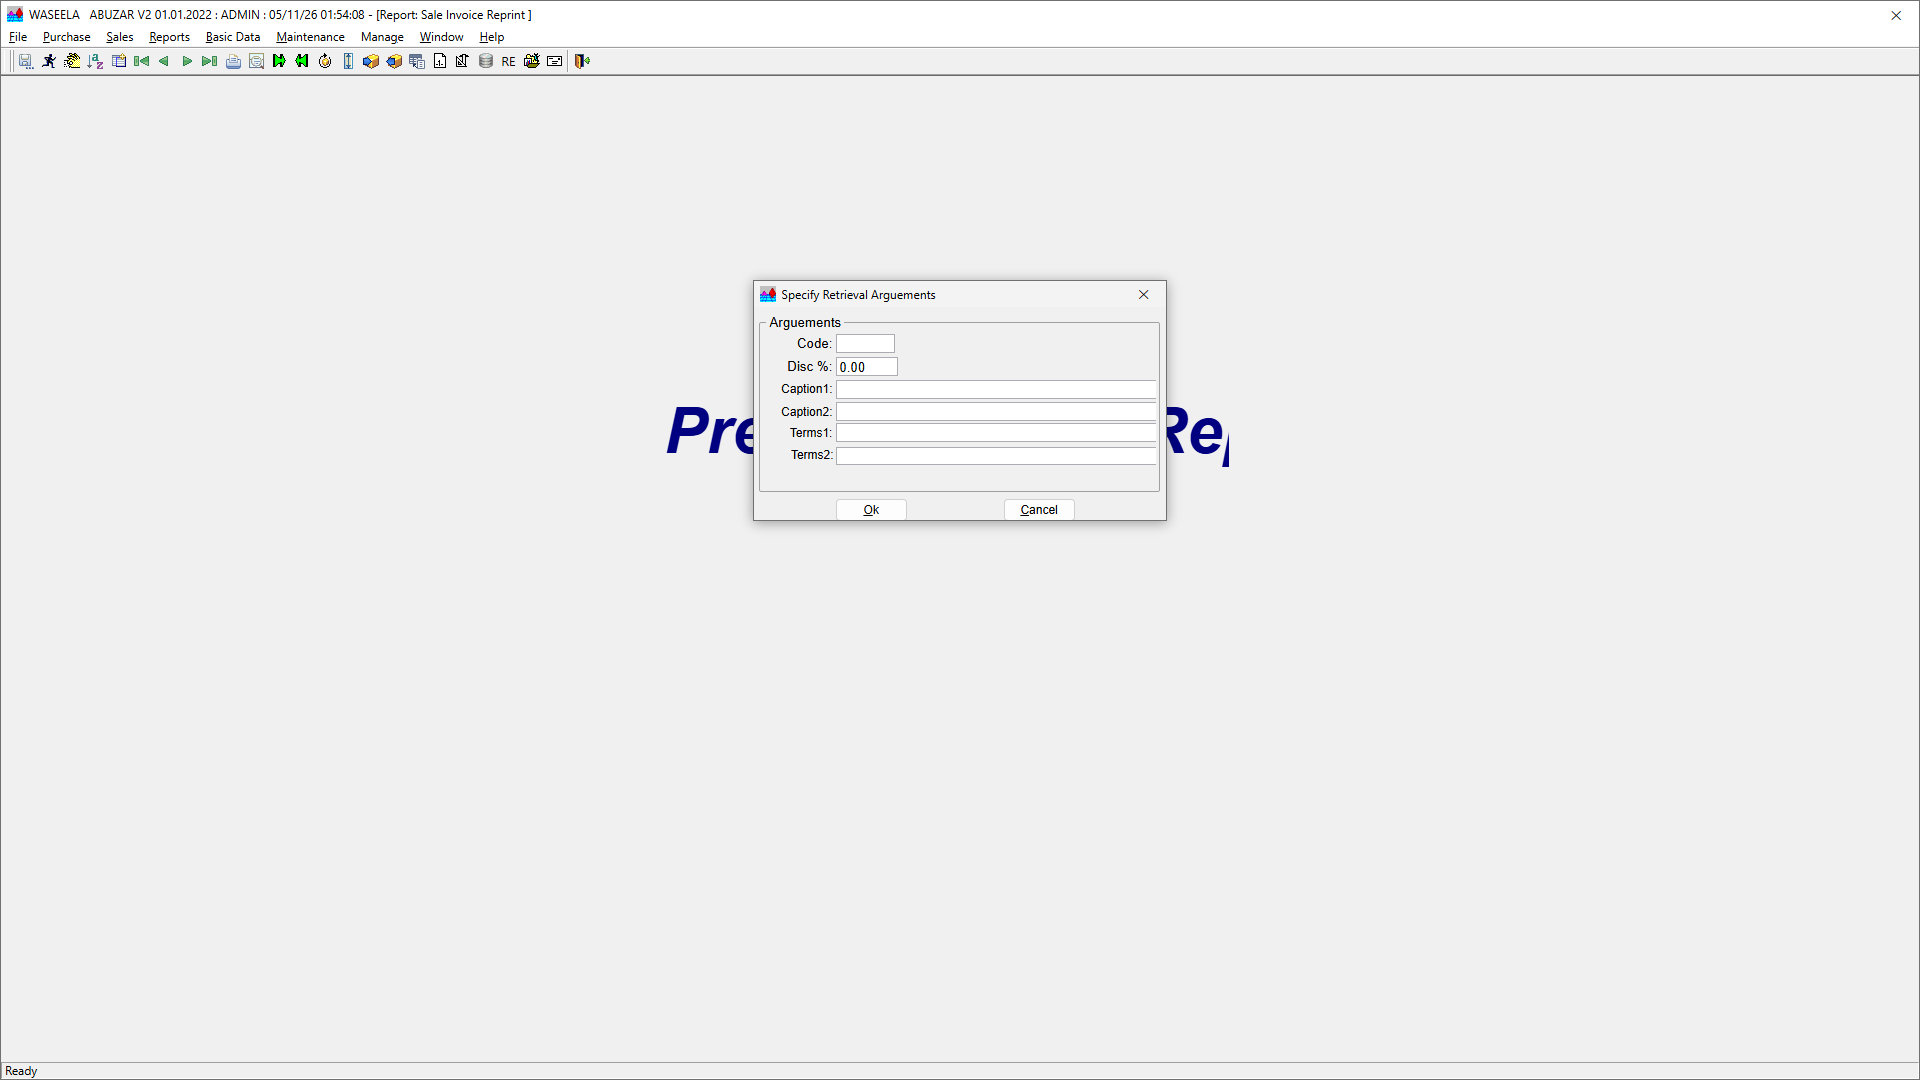 WASEELA   ABUZAR V2 01.01.2022 : ADMIN : 05/11/26 01:54:08 - [Report: Sale Invoice Reprint ]
File Purchase Sales Reports Basic Data Maintenance Manage Window Help
RE
Specify Retrieval Arguements
Arguements
Code:
Disc %: 0.00
Caption1:
Caption2:
Terms1:
Terms2:
Ok Cancel
Ready